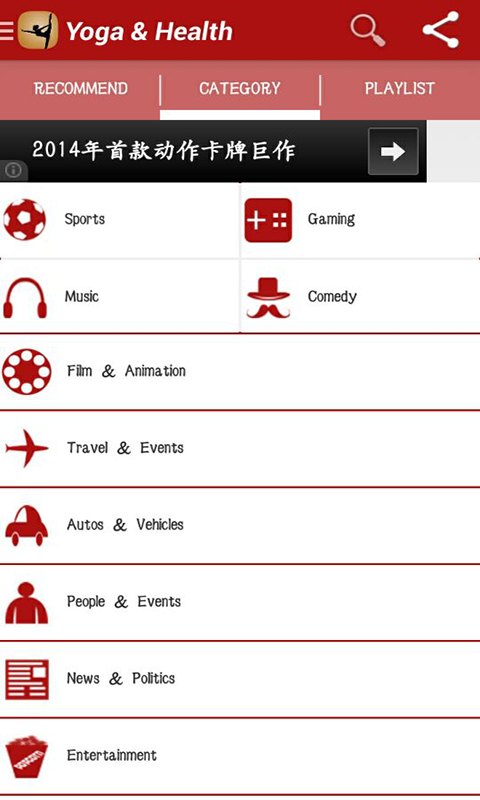 Yoga & Health
RECOMMEND CATEGORY PLAYLIST
2014年首款动作卡牌巨作
Sports Gaming
Music Comedy
Film & Animation
Travel & Events
Autos & Vehicles
People & Events
News & Politics
Entertainment